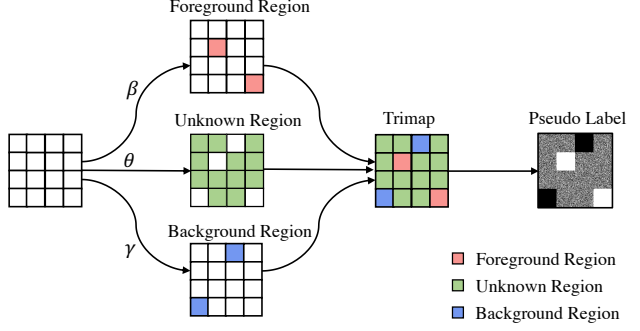 Foreground Region
β
Unknown Region
Trimap
Pseudo Label
θ
Background Region
γ
Foreground Region
Unknown Region
Background Region